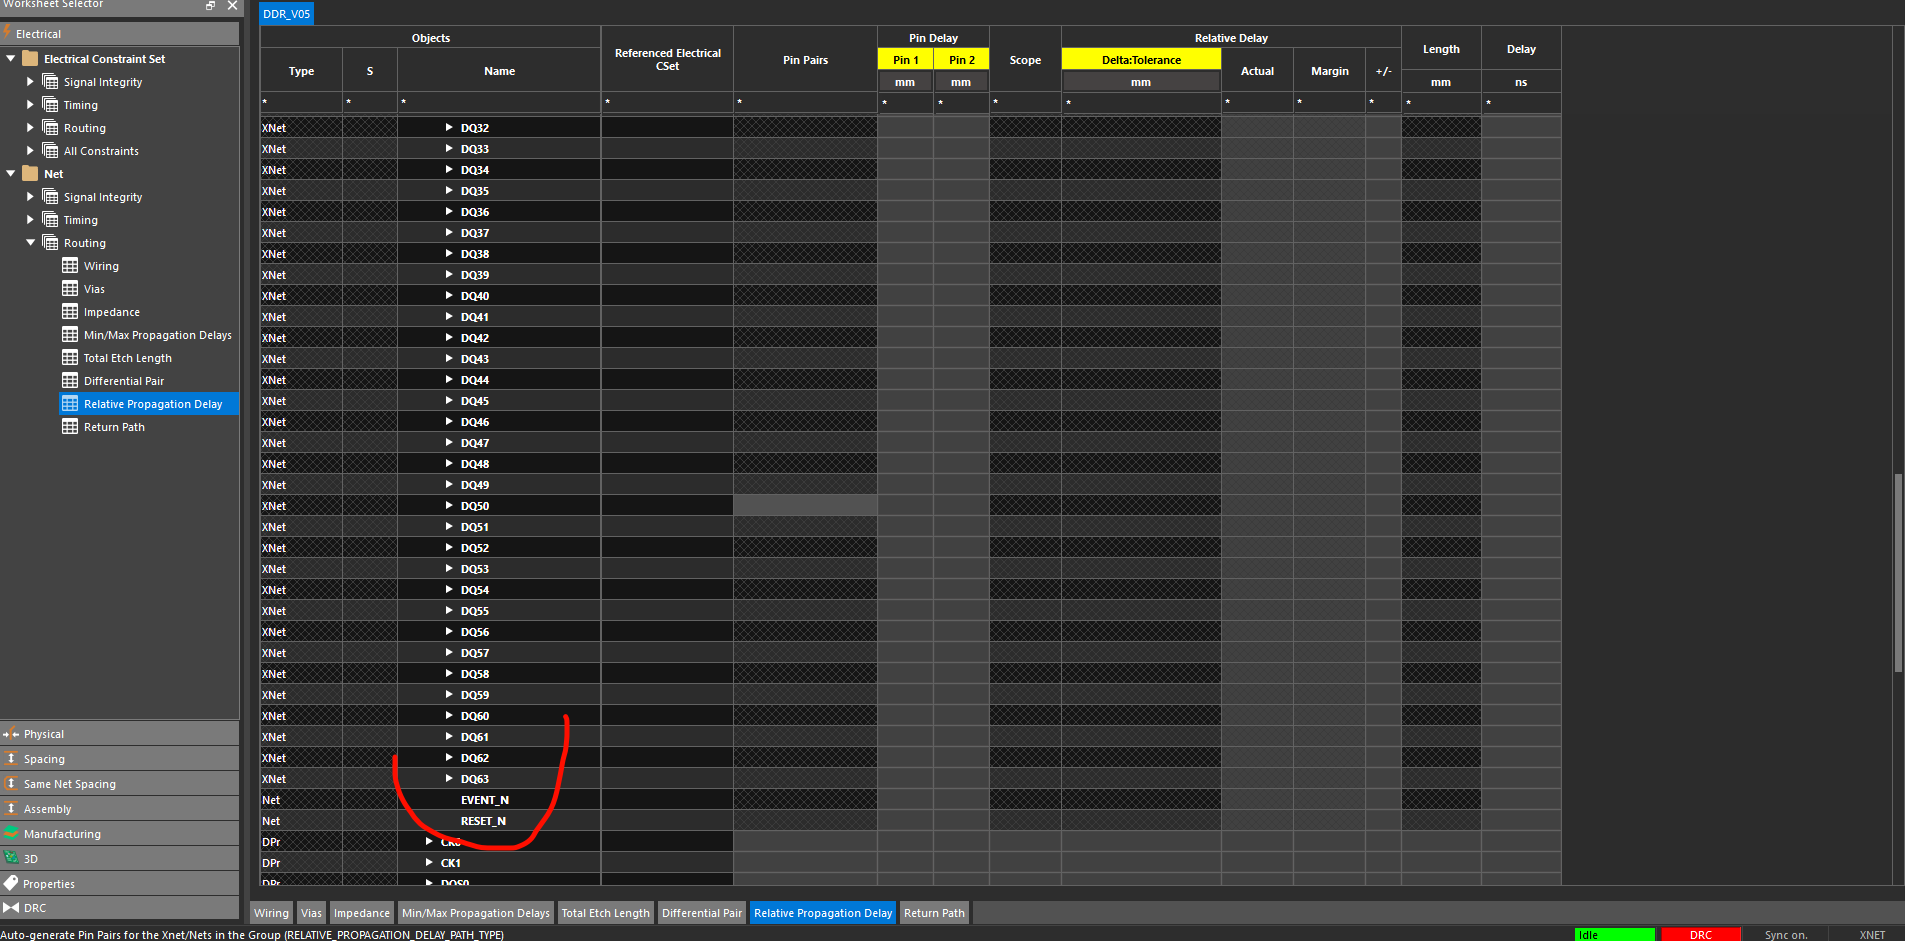 Worksheet Selector
Electrical
Electrical Constraint Set
Signal Integrity
Timing
Routing
All Constraints
Net
Signal Integrity
Timing
Routing
Wiring
Vias
Impedance
Min/Max Propagation Delays
Total Etch Length
Differential Pair
Relative Propagation Delay
Return Path
Physical
Spacing
Same Net Spacing
Assembly
Manufacturing
3D
Properties
DRC
DDR_V05
Objects Referenced Electrical CSet Pin Pairs Pin Delay Scope Relative Delay Length Delay
Type S Name Pin 1 Pin 2 Delta:Tolerance Actual Margin +/-
mm mm mm mm ns
* * * * * * * * * * * * * *
XNet DQ32
XNet DQ33
XNet DQ34
XNet DQ35
XNet DQ36
XNet DQ37
XNet DQ38
XNet DQ39
XNet DQ40
XNet DQ41
XNet DQ42
XNet DQ43
XNet DQ44
XNet DQ45
XNet DQ46
XNet DQ47
XNet DQ48
XNet DQ49
XNet DQ50
XNet DQ51
XNet DQ52
XNet DQ53
XNet DQ54
XNet DQ55
XNet DQ56
XNet DQ57
XNet DQ58
XNet DQ59
XNet DQ60
XNet DQ61
XNet DQ62
XNet DQ63
Net EVENT_N
Net RESET_N
DPr CK0
DPr CK1
DPr DQS0
Wiring Vias Impedance Min/Max Propagation Delays Total Etch Length Differential Pair Relative Propagation Delay Return Path
Auto-generate Pin Pairs for the Xnet/Nets in the Group (RELATIVE_PROPAGATION_DELAY_PATH_TYPE) Idle DRC Sync on. XNET